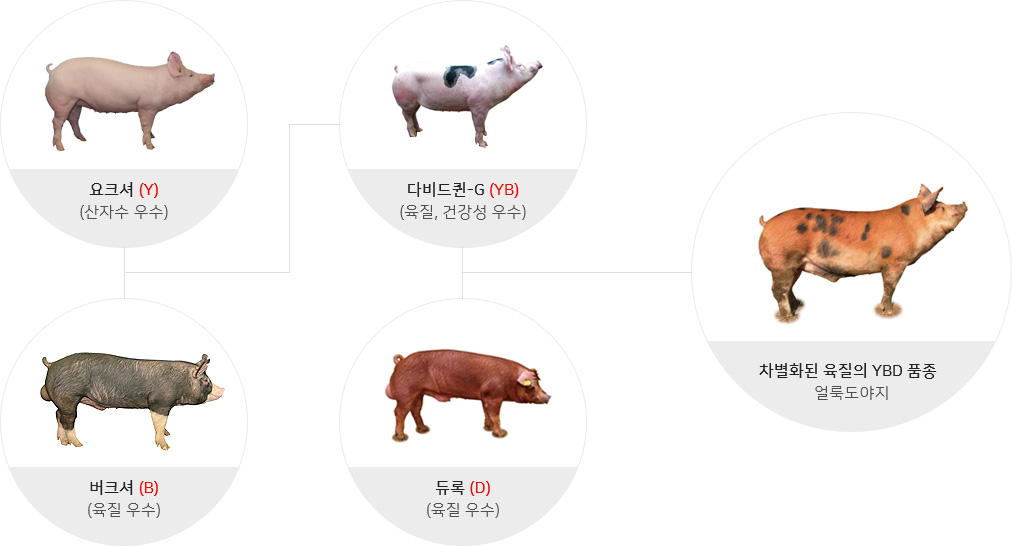 요크셔 (Y)
(산자수 우수)
다비드퀸-G (YB)
(육질, 건강성 우수)
차별화된 육질의 YBD 품종
얼룩도야지
버크셔 (B)
(육질 우수)
듀록 (D)
(육질 우수)